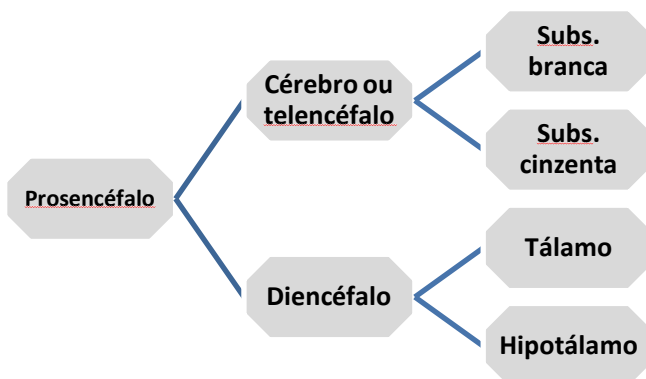 Prosencéfalo
Cérebro ou
telencéfalo
Subs.
branca
Subs.
cinzenta
Diencéfalo
Tálamo
Hipotálamo